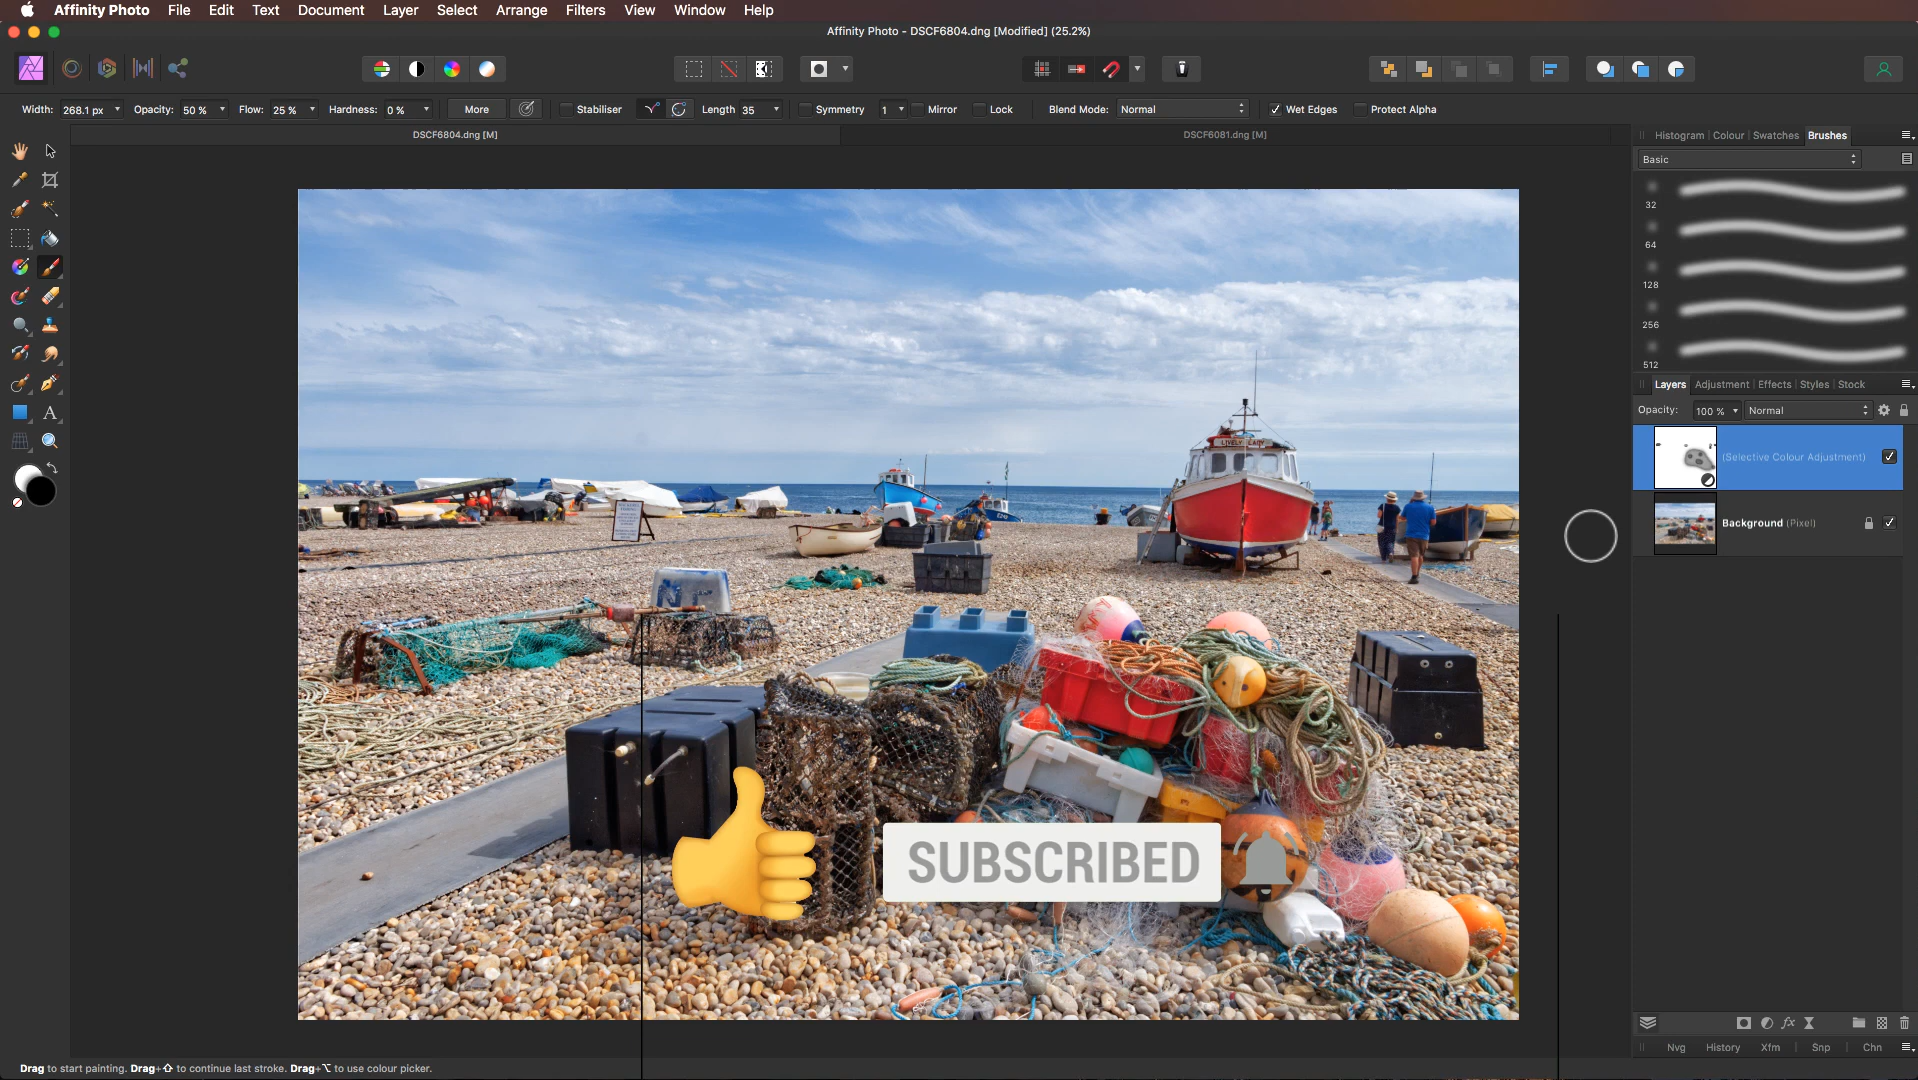 Affinity Photo File Edit Text Document Layer Select Arrange Filters View Window Help
Affinity Photo - DSCF6804.dng [Modified] (25.2%)
Width: 268.1 px Opacity: 50 % Flow: 25 % Hardness: 0 % More Stabiliser Length 35 Symmetry 1 Mirror Lock Blend Mode: Normal Wet Edges Protect Alpha
DSCF6804.dng [M] DSCF6081.dng [M]
Histogram Colour Swatches Brushes
Basic
32
64
128
256
512
Layers Adjustment Effects Styles Stock
Opacity: 100 % Normal
(Selective Colour Adjustment)
Background (Pixel)
LIVELY LADY
SUBSCRIBED
Nvg History Xfm Snp Chn
Drag to start painting. Drag+⇧ to continue last stroke. Drag+⌥ to use colour picker.